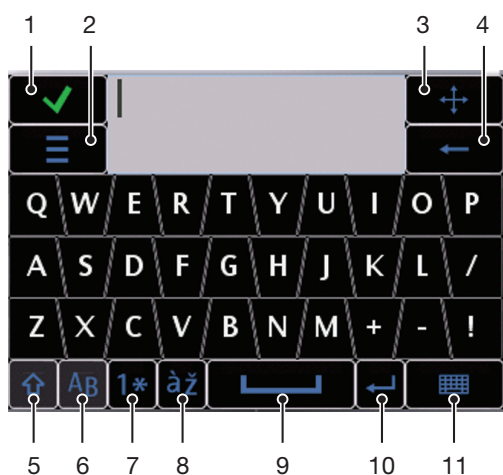 1 2 3 4
Q W E R T Y U I O P
A S D F G H J K L /
Z X C V B N M + - !
AB 1* àž
5 6 7 8 9 10 11